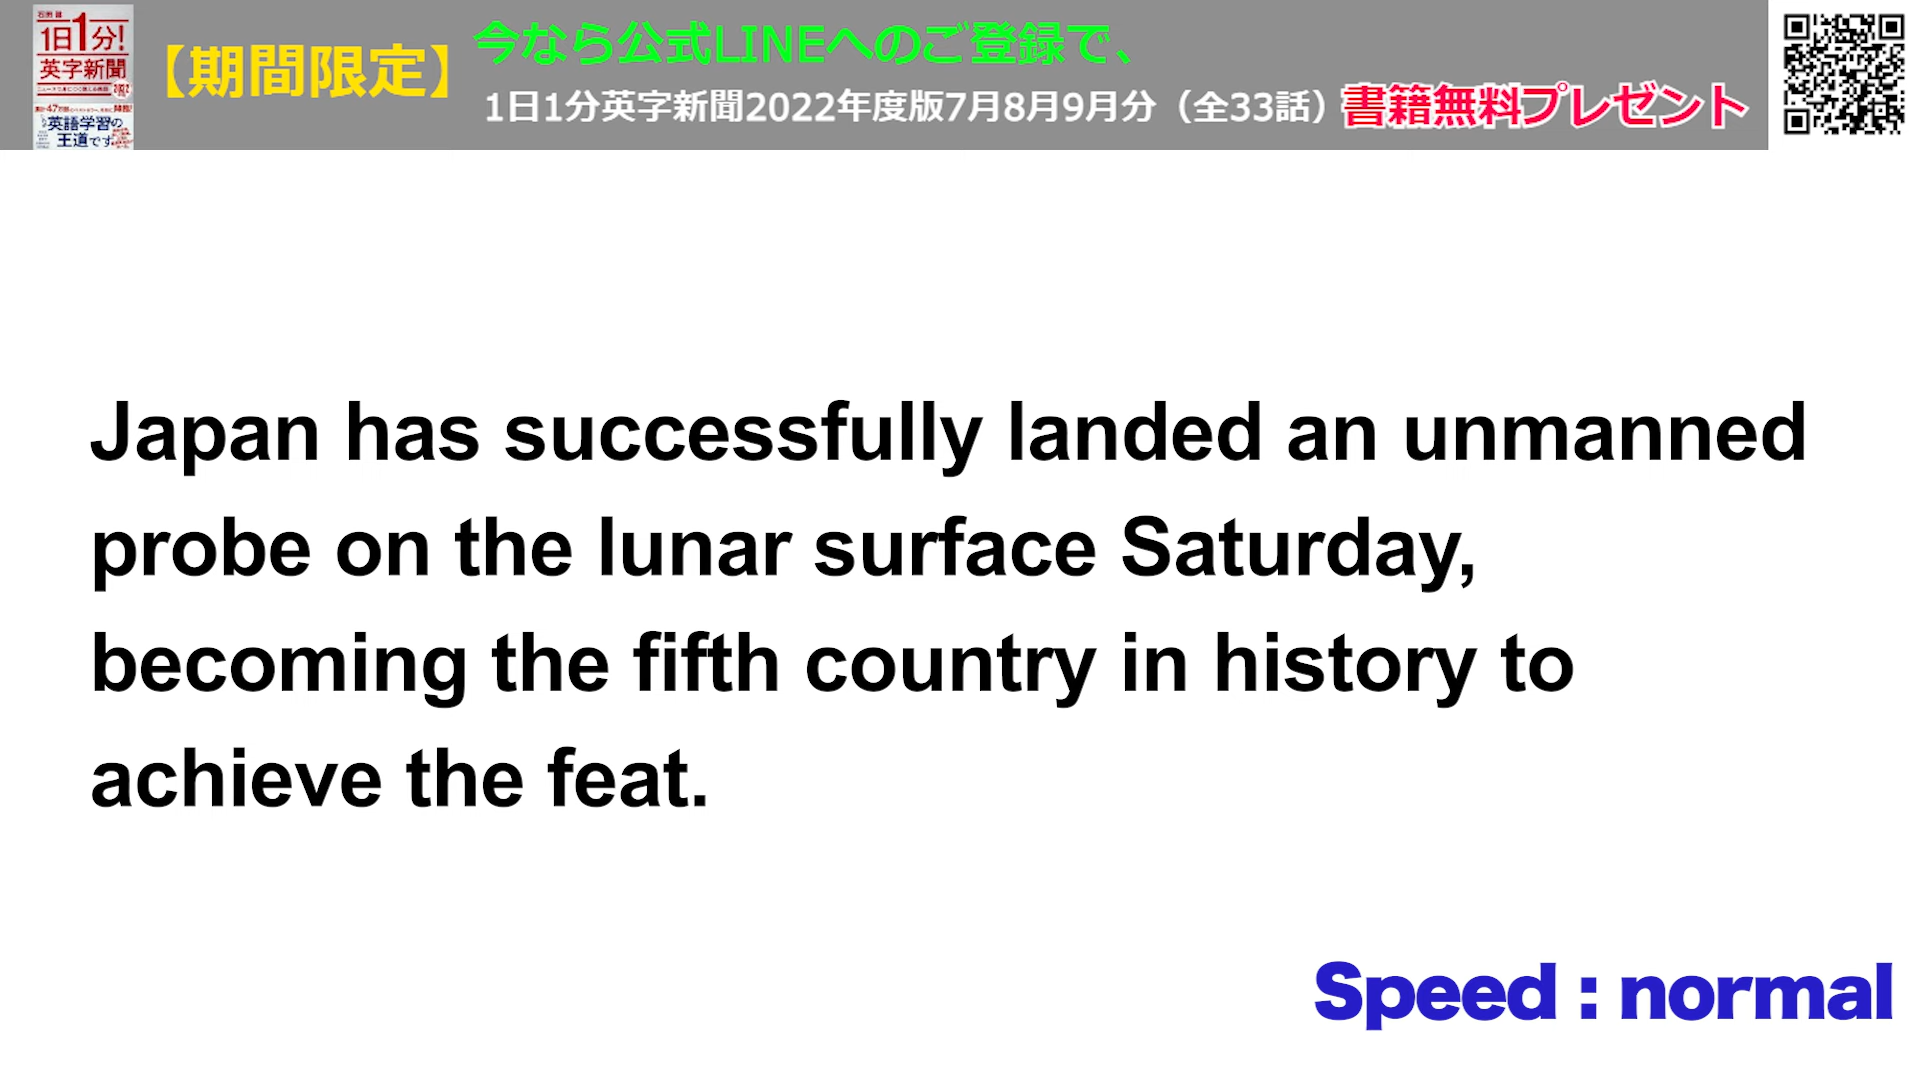 石田 健
1日1分!
英字新聞
2022
英語学習の
王道です
【期間限定】
今なら公式LINEへのご登録で、
1日1分英字新聞2022年度版7月8月9月分（全33話）書籍無料プレゼント
Japan has successfully landed an unmanned
probe on the lunar surface Saturday,
becoming the fifth country in history to
achieve the feat.
Speed : normal